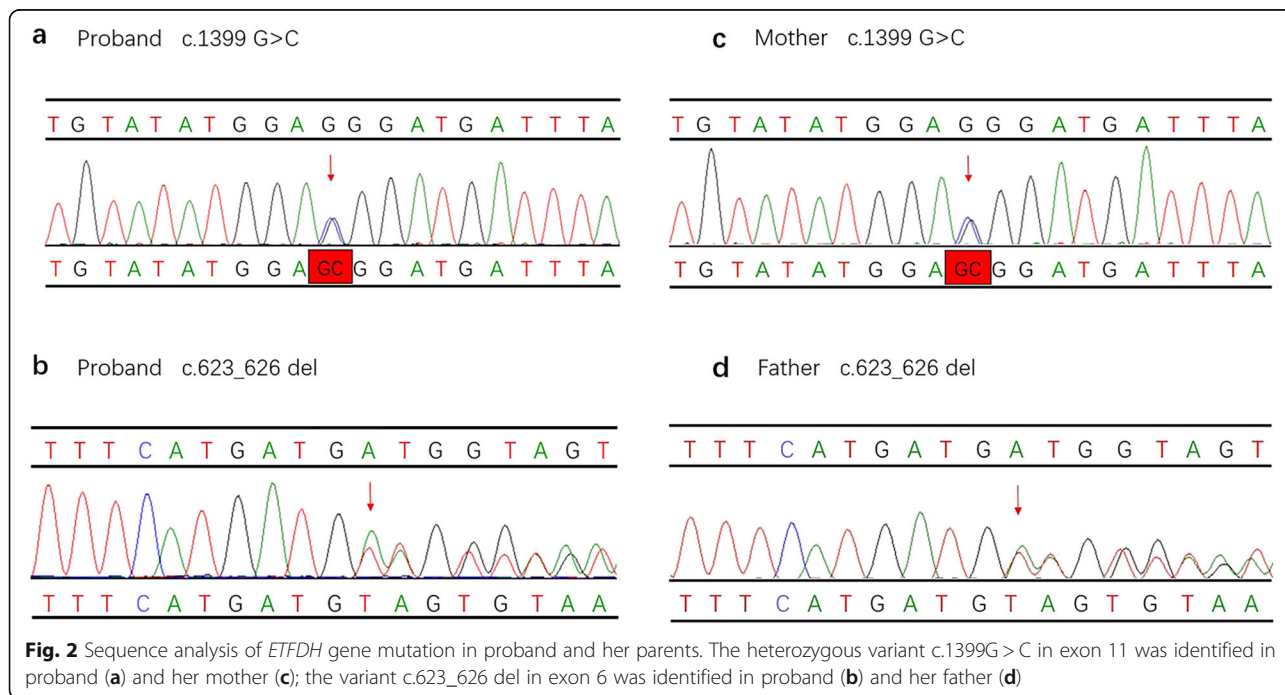 a Proband c.1399 G>C
T G T A T A T G G A G G G A T G A T T T A
T G T A T A T G G A GC G G A T G A T T T A
c Mother c.1399 G>C
T G T A T A T G G A G G G A T G A T T T A
T G T A T A T G G A GC G G A T G A T T T A
b Proband c.623_626 del
T T T C A T G A T G A T G G T A G T
T T T C A T G A T G T A G T G T A A
d Father c.623_626 del
T T T C A T G A T G A T G G T A G T
T T T C A T G A T G T A G T G T A A
Fig. 2 Sequence analysis of ETFDH gene mutation in proband and her parents. The heterozygous variant c.1399G > C in exon 11 was identified in
proband (a) and her mother (c); the variant c.623_626 del in exon 6 was identified in proband (b) and her father (d)